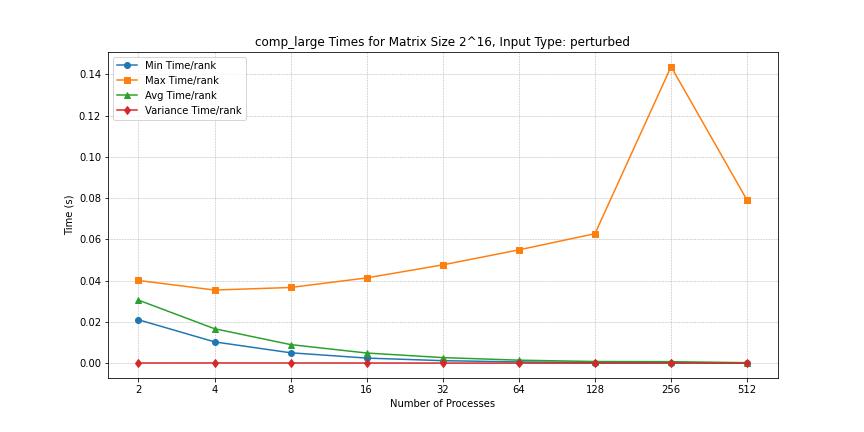 comp_large Times for Matrix Size 2^16, Input Type: perturbed
Min Time/rank
Max Time/rank
Avg Time/rank
Variance Time/rank
0.14
0.12
0.10
0.08
0.06
0.04
0.02
0.00
Time (s)
2 4 8 16 32 64 128 256 512
Number of Processes